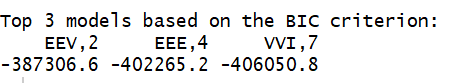 Top 3 models based on the BIC criterion:
EEV,2 EEE,4 VVI,7
-387306.6 -402265.2 -406050.8